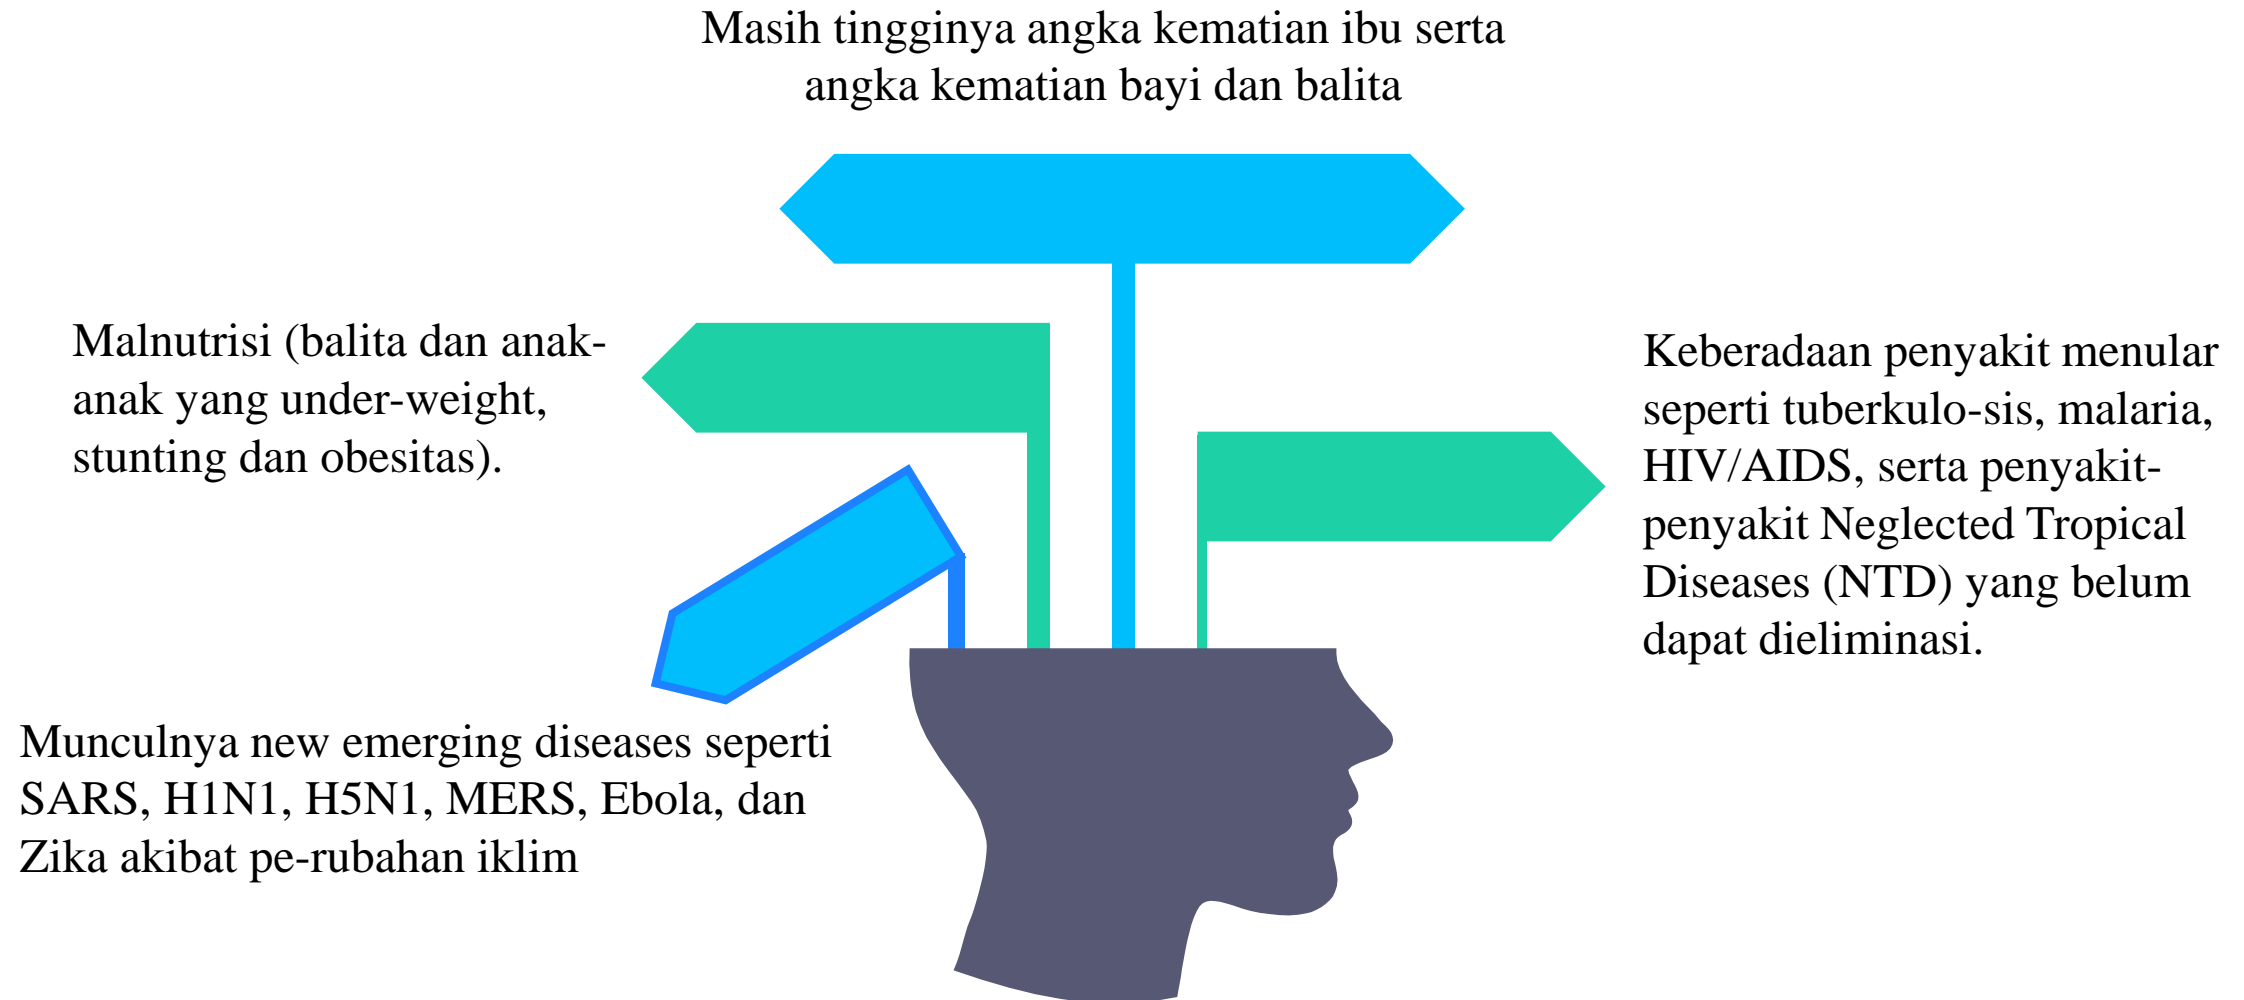 Masih tingginya angka kematian ibu serta
angka kematian bayi dan balita
Malnutrisi (balita dan anak-
anak yang under-weight,
stunting dan obesitas).
Keberadaan penyakit menular
seperti tuberkulo-sis, malaria,
HIV/AIDS, serta penyakit-
penyakit Neglected Tropical
Diseases (NTD) yang belum
dapat dieliminasi.
Munculnya new emerging diseases seperti
SARS, H1N1, H5N1, MERS, Ebola, dan
Zika akibat pe-rubahan iklim